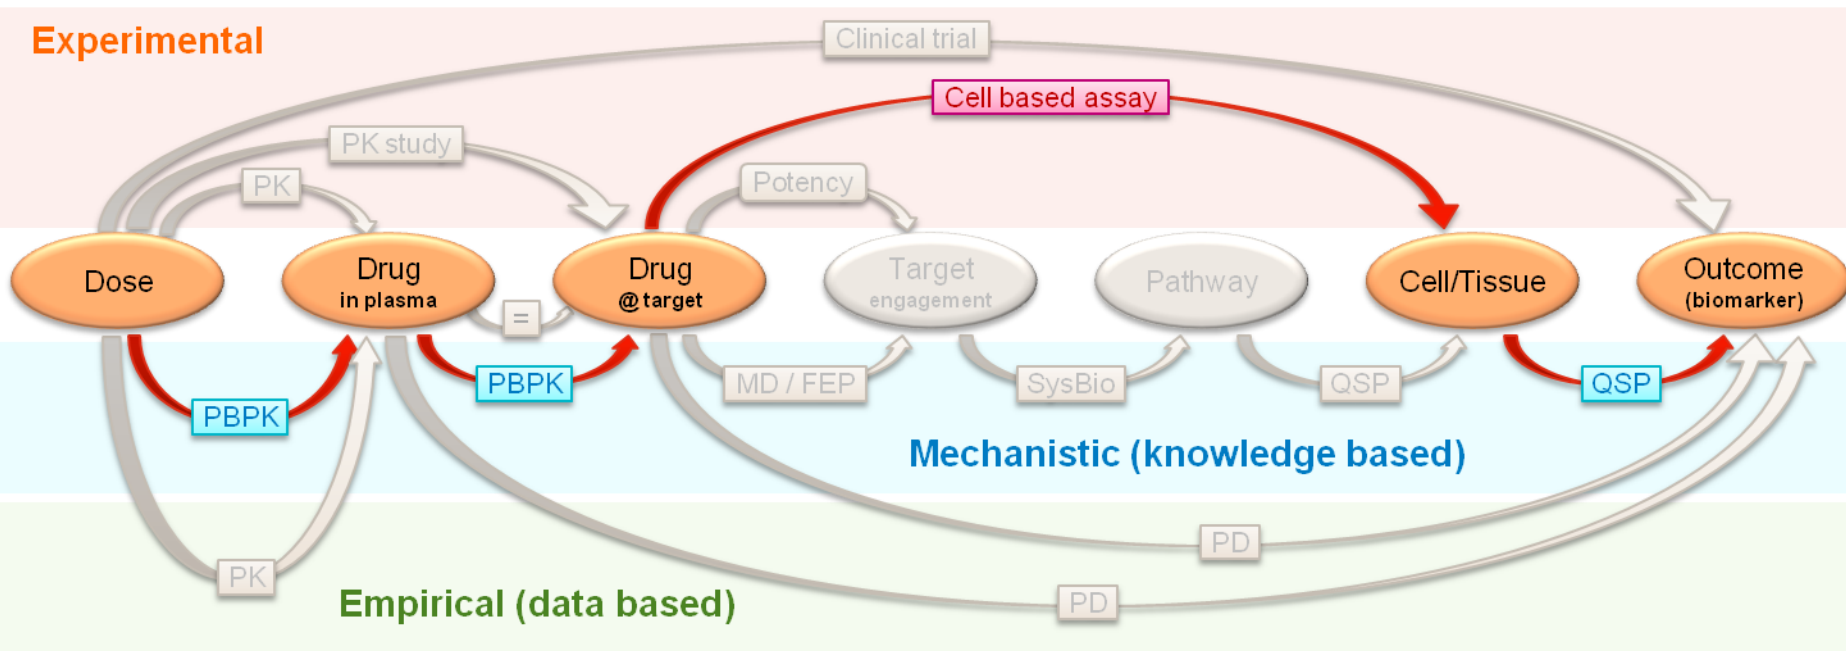 Experimental
Clinical trial
Cell based assay
PK study
PK
Potency
Dose
Drug
in plasma
=
Drug
@ target
Target
engagement
Pathway
Cell/Tissue
Outcome
(biomarker)
PBPK
PBPK
MD / FEP
SysBio
QSP
QSP
Mechanistic (knowledge based)
PD
PK
PD
Empirical (data based)